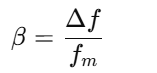 β = Δf / f_m